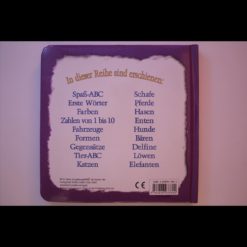 In dieser Reihe sind erschienen:
Spaß-ABC
Erste Wörter
Farben
Zahlen von 1 bis 10
Fahrzeuge
Formen
Gegensätze
Tier-ABC
Katzen
Schafe
Pferde
Hasen
Enten
Hunde
Bären
Delfine
Löwen
Elefanten
CE